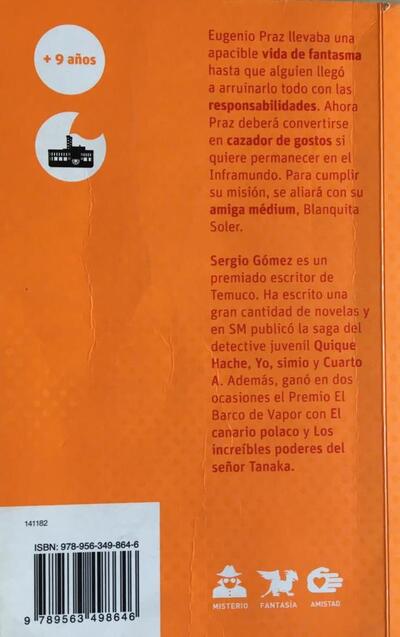 + 9 años
Eugenio Praz llevaba una
apacible vida de fantasma
hasta que alguien llegó
a arruinarlo todo con las
responsabilidades. Ahora
Praz deberá convertirse
en cazador de gostos si
quiere permanecer en el
Inframundo. Para cumplir
su misión, se aliará con su
amiga médium, Blanquita
Soler.
Sergio Gómez es un
premiado escritor de
Temuco. Ha escrito una
gran cantidad de novelas y
en SM publicó la saga del
detective juvenil Quique
Hache, Yo, simio y Cuarto
A. Además, ganó en dos
ocasiones el Premio El
Barco de Vapor con El
canario polaco y Los
increíbles poderes del
señor Tanaka.
141182
ISBN: 978-956-349-864-6
9 789563 498646
MISTERIO FANTASÍA AMISTAD